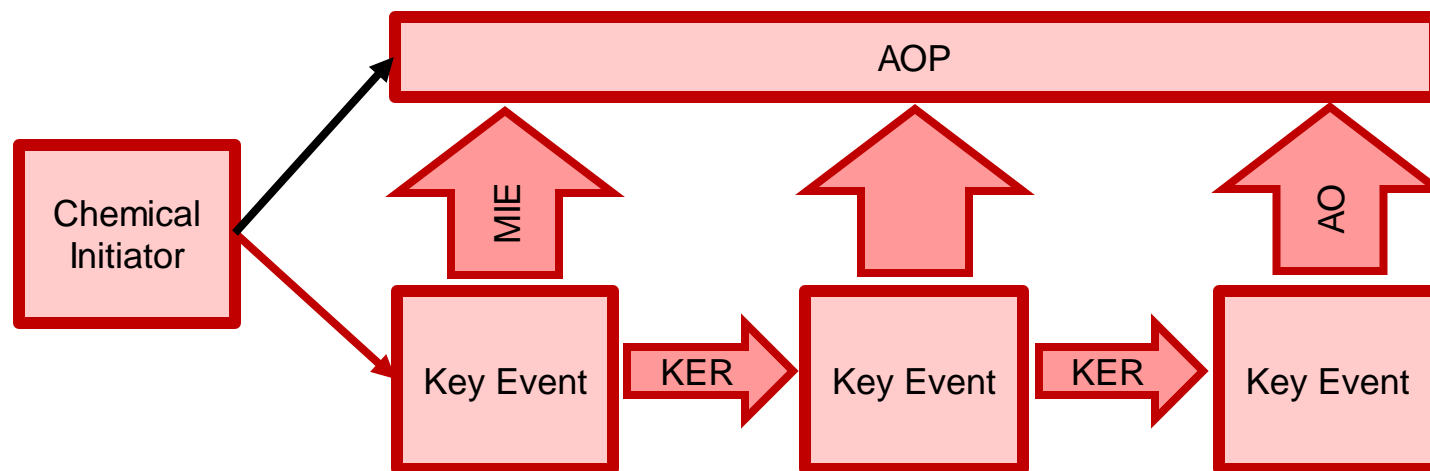 AOP
Chemical
Initiator
MIE
AO
Key Event
KER
Key Event
KER
Key Event